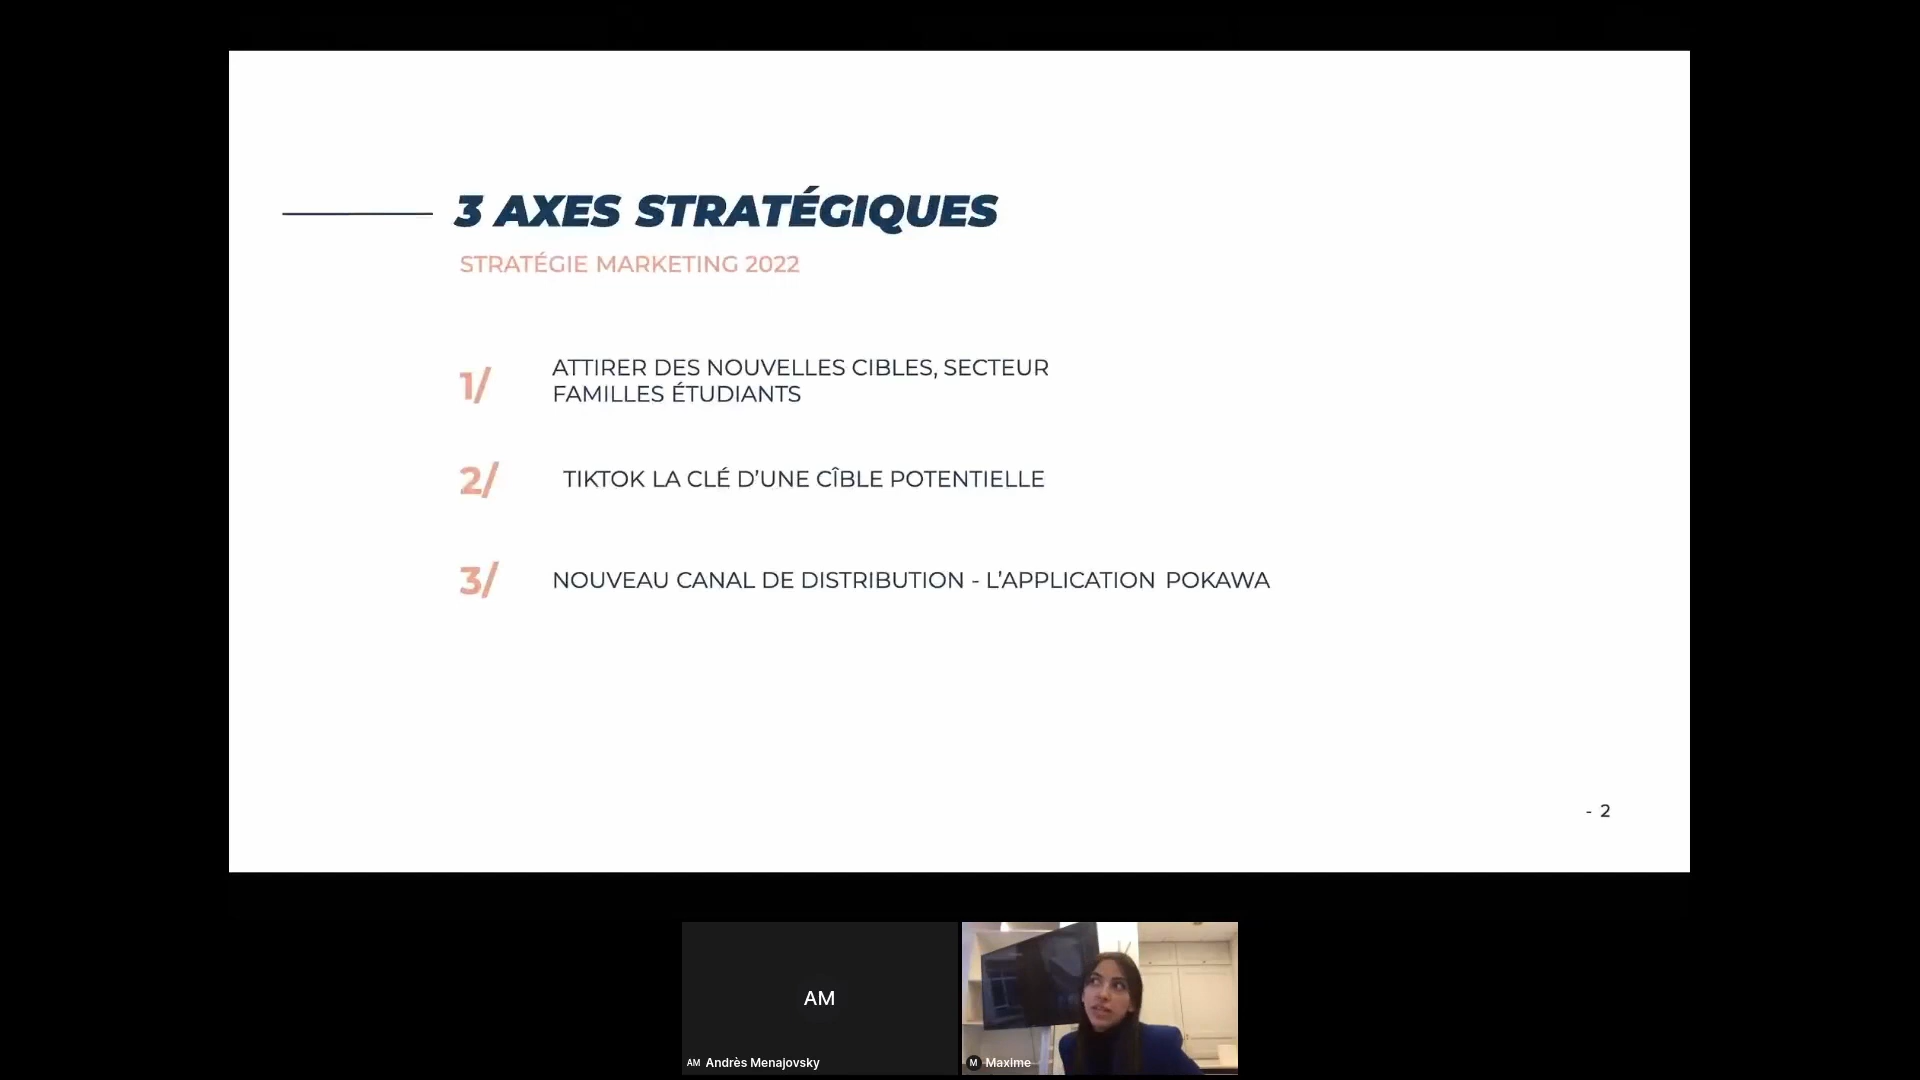 3 AXES STRATÉGIQUES
STRATÉGIE MARKETING 2022
1/
ATTIRER DES NOUVELLES CIBLES, SECTEUR
FAMILLES ÉTUDIANTS
2/
TIKTOK LA CLÉ D'UNE CÎBLE POTENTIELLE
3/
NOUVEAU CANAL DE DISTRIBUTION - L'APPLICATION POKAWA
- 2
AM
AM Andrès Menajovsky
M Maxime